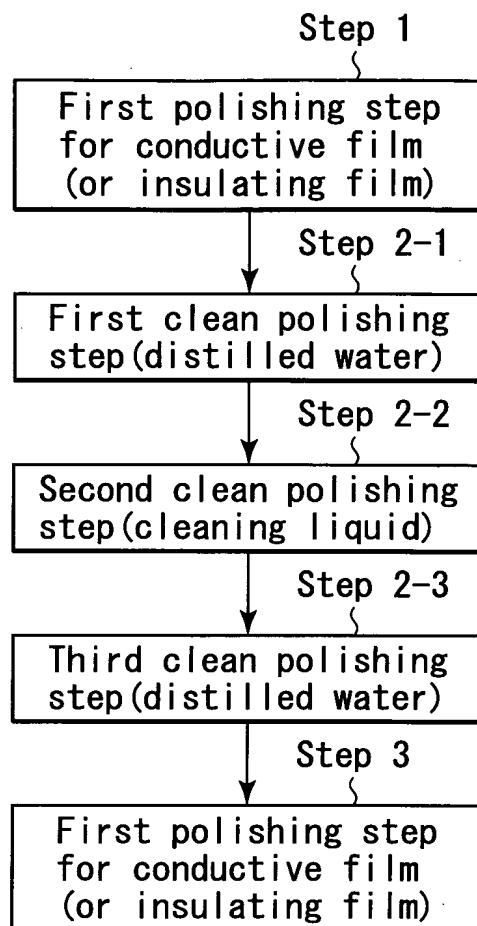 Step 1
First polishing step
for conductive film
(or insulating film)
Step 2-1
First clean polishing
step(distilled water)
Step 2-2
Second clean polishing
step(cleaning liquid)
Step 2-3
Third clean polishing
step(distilled water)
Step 3
First polishing step
for conductive film
(or insulating film)